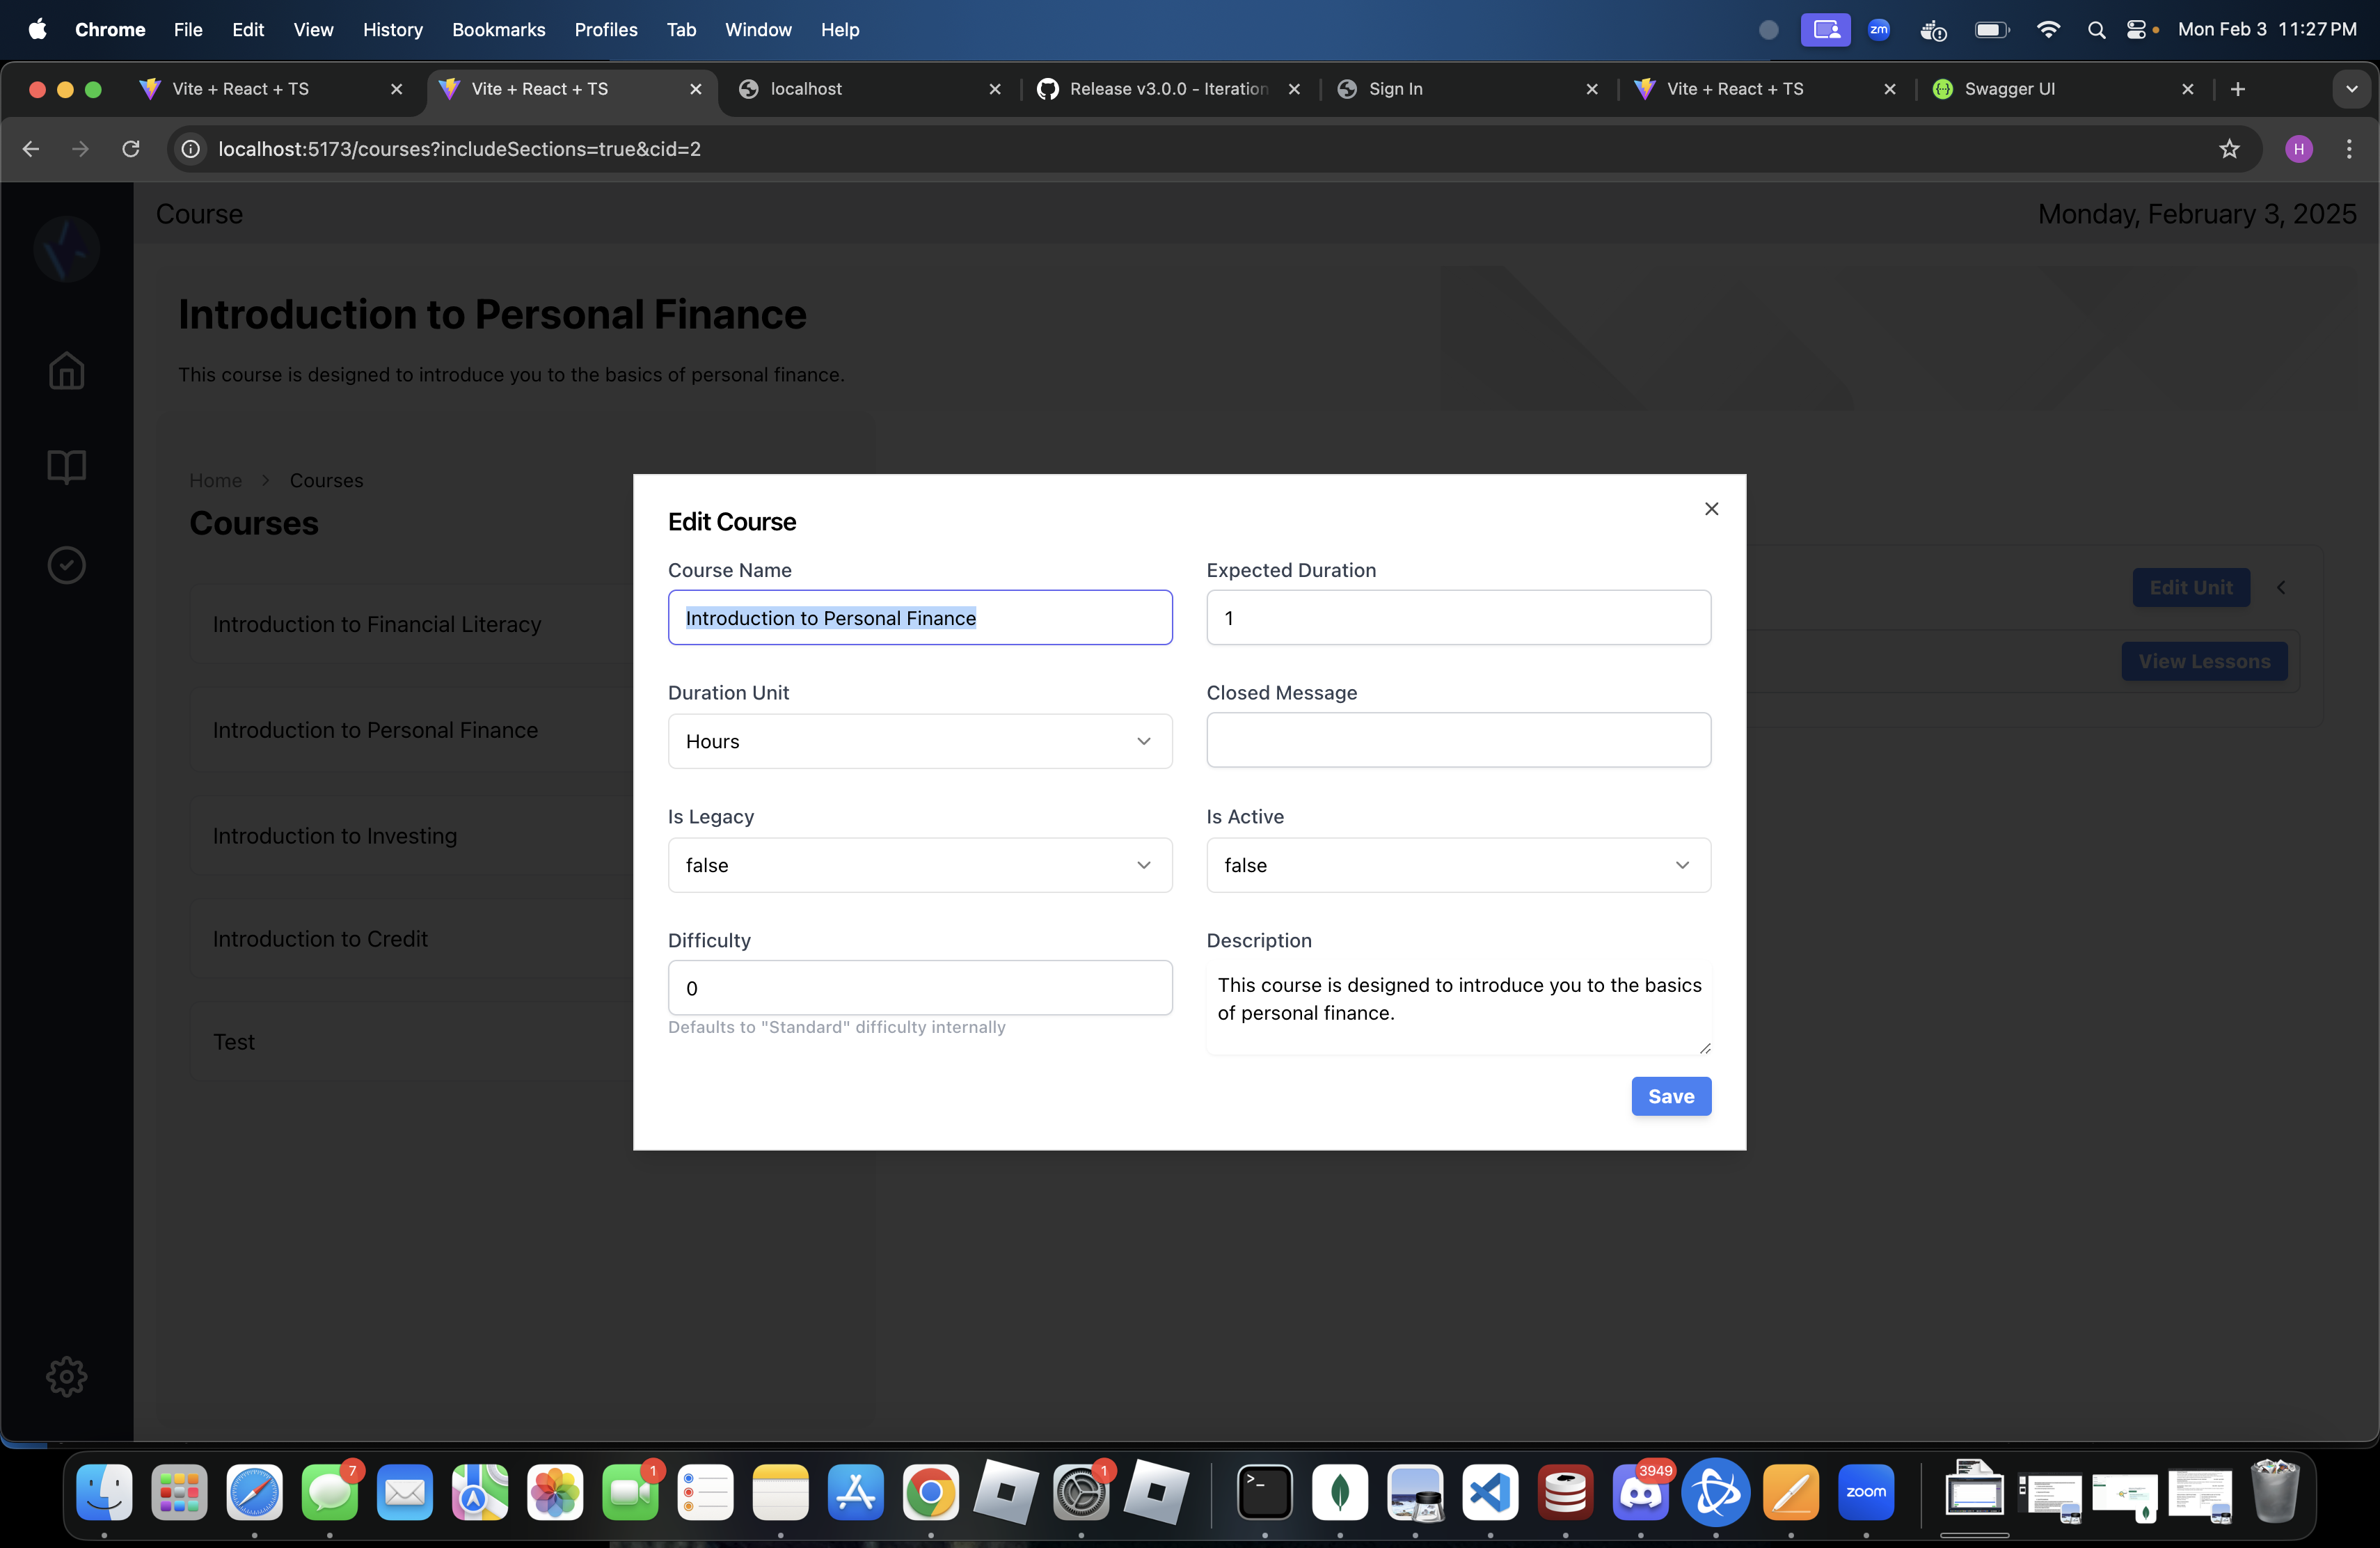 Chrome File Edit View History Bookmarks Profiles Tab Window Help zm Mon Feb 3 11:27 PM
Vite + React + TS Vite + React + TS localhost Release v3.0.0 - Iteration Sign In Vite + React + TS Swagger UI
localhost:5173/courses?includeSections=true&cid=2 H
Course Monday, February 3, 2025
Introduction to Personal Finance
This course is designed to introduce you to the basics of personal finance.
Home > Courses
Courses
Introduction to Financial Literacy
Introduction to Personal Finance
Introduction to Investing
Introduction to Credit
Test
Edit Unit
View Lessons
Edit Course
Course Name Expected Duration
Introduction to Personal Finance 1
Duration Unit Closed Message
Hours
Is Legacy Is Active
false false
Difficulty Description
0 This course is designed to introduce you to the basics
of personal finance.
Defaults to "Standard" difficulty internally
Save
7 1 1 3949
zoom